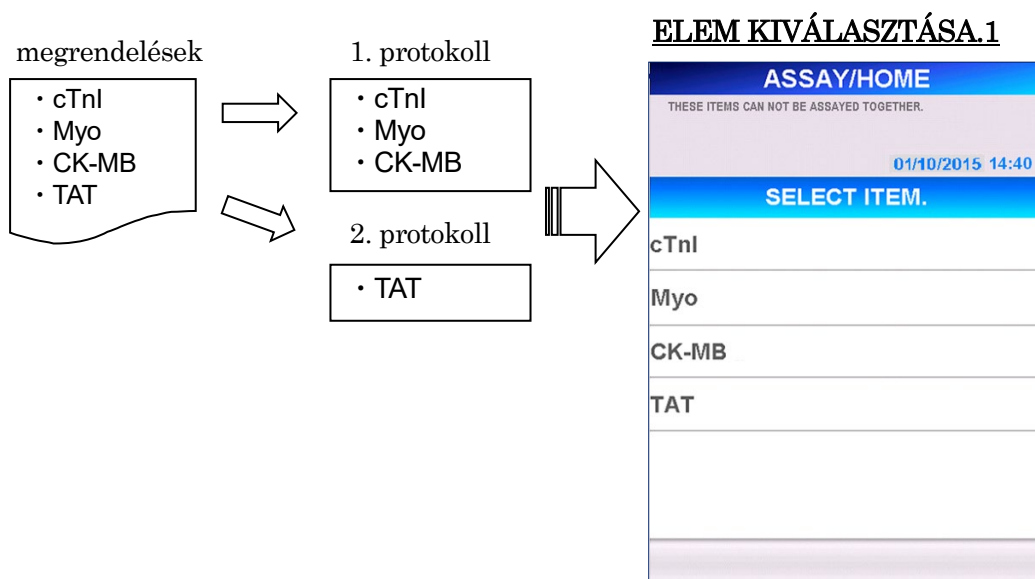 megrendelések
・cTnI
・Myo
・CK-MB
・TAT
1. protokoll
・cTnI
・Myo
・CK-MB
2. protokoll
・TAT
ELEM KIVÁLASZTÁSA.1
ASSAY/HOME
THESE ITEMS CAN NOT BE ASSAYED TOGETHER.
01/10/2015 14:40
SELECT ITEM.
cTnI
Myo
CK-MB
TAT